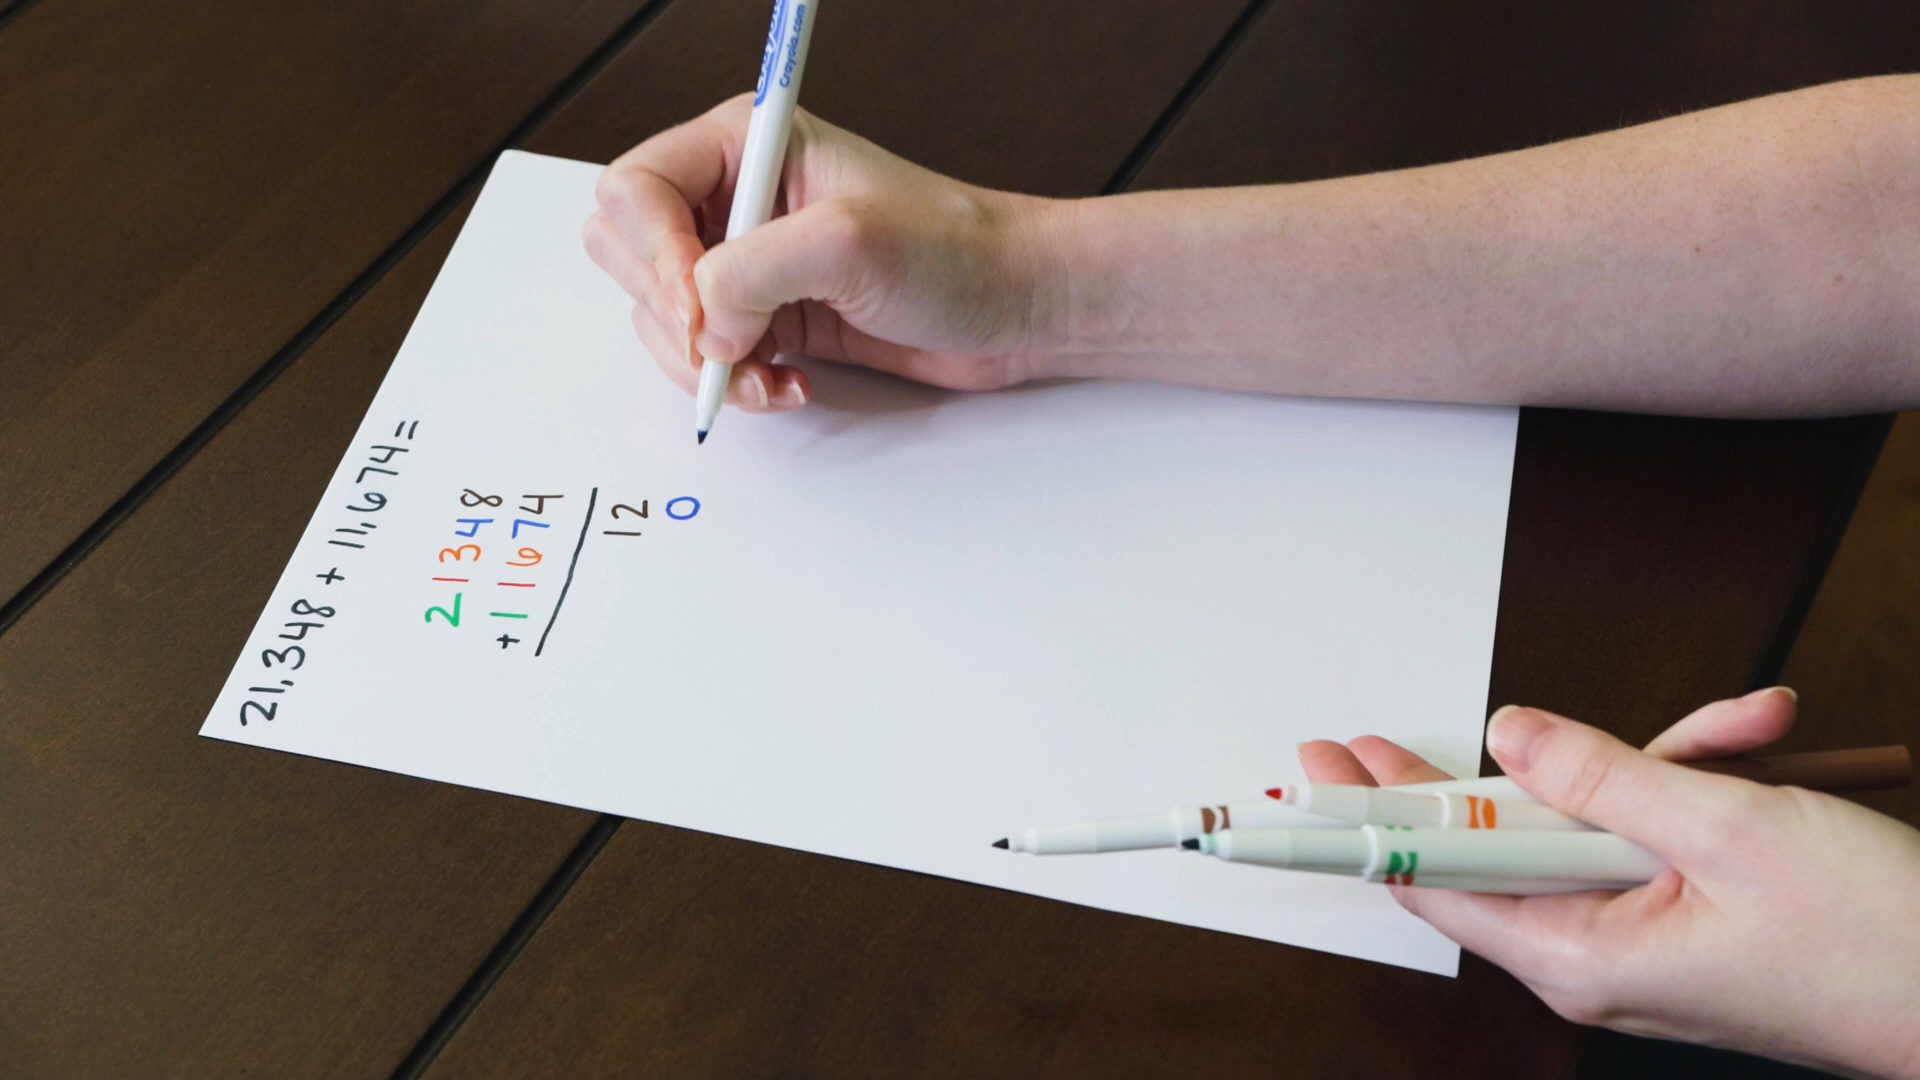 21,348 + 11,674 =
21348
+ 11674
12
0
Crayola
Crayola.com